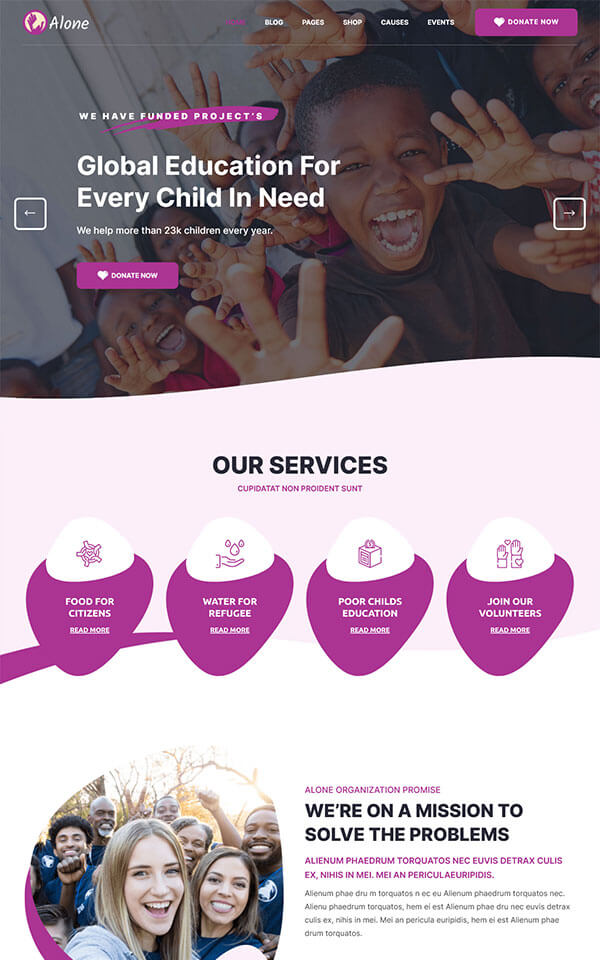 Alone
HOME BLOG PAGES SHOP CAUSES EVENTS DONATE NOW
WE HAVE FUNDED PROJECT'S
Global Education For
Every Child In Need
We help more than 23k children every year.
← →
DONATE NOW
OUR SERVICES
CUPIDATAT NON PROIDENT SUNT
FOOD FOR
CITIZENS
READ MORE
WATER FOR
REFUGEE
READ MORE
POOR CHILDS
EDUCATION
READ MORE
JOIN OUR
VOLUNTEERS
READ MORE
ALONE ORGANIZATION PROMISE
WE'RE ON A MISSION TO
SOLVE THE PROBLEMS
ALIENUM PHAEDRUM TORQUATOS NEC EUVIS DETRAX CULIS
EX, NIHIS IN MEI. MEI AN PERICULAEURIPIDIS.
Alienum phae dru m torquatos n ec eu Alienum phaedrum torquatos nec.
Alienu phaedrum torquatos, hem ei est Alienum phae dru nec euvis detrax
culis ex, nihis in mei. Mei an pericula euripidis, hem ei est Alienum phae
drum torquatos.